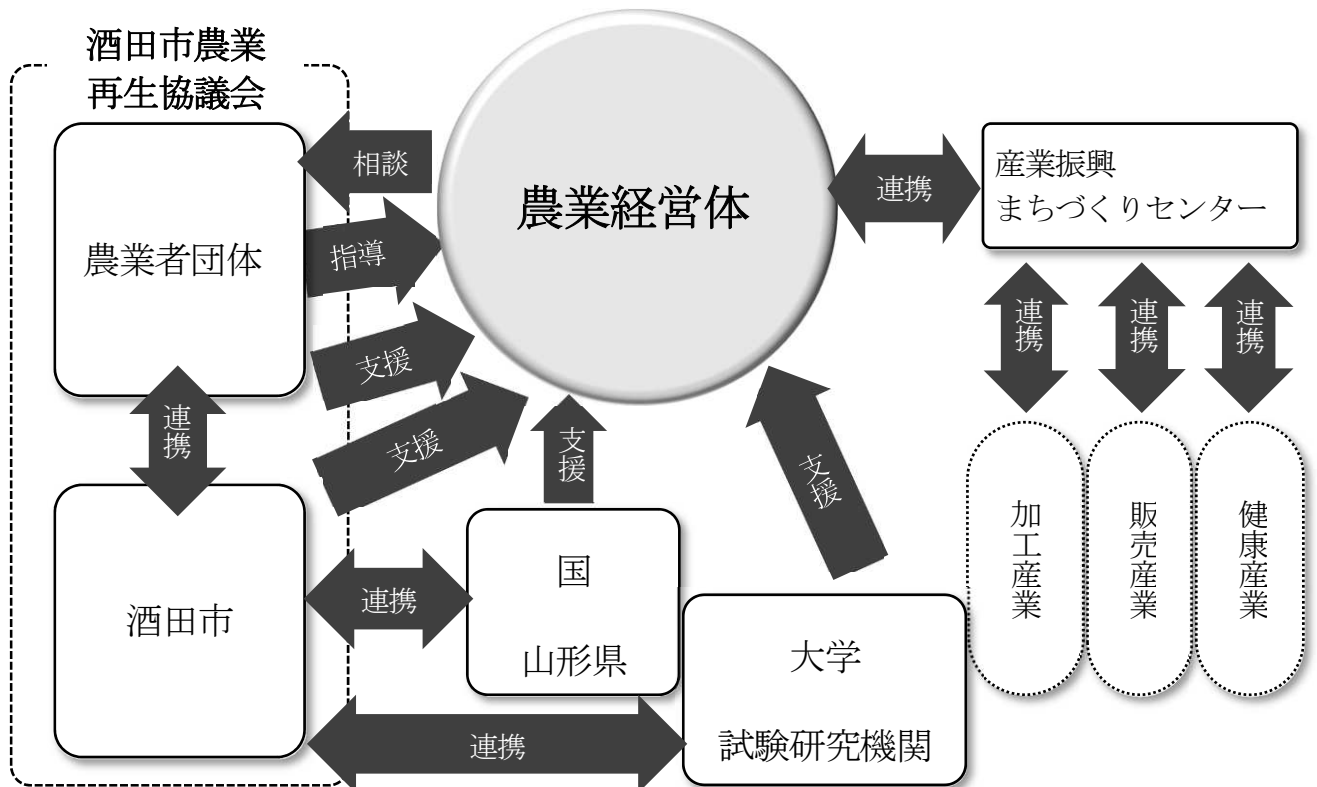 酒田市農業
再生協議会
農業者団体
相談
指導
支援
支援
農業経営体
連携
産業振興
まちづくりセンター
連携
連携
連携
連携
支援
支援
加工産業
販売産業
健康産業
酒田市
連携
国
山形県
大学
試験研究機関
連携